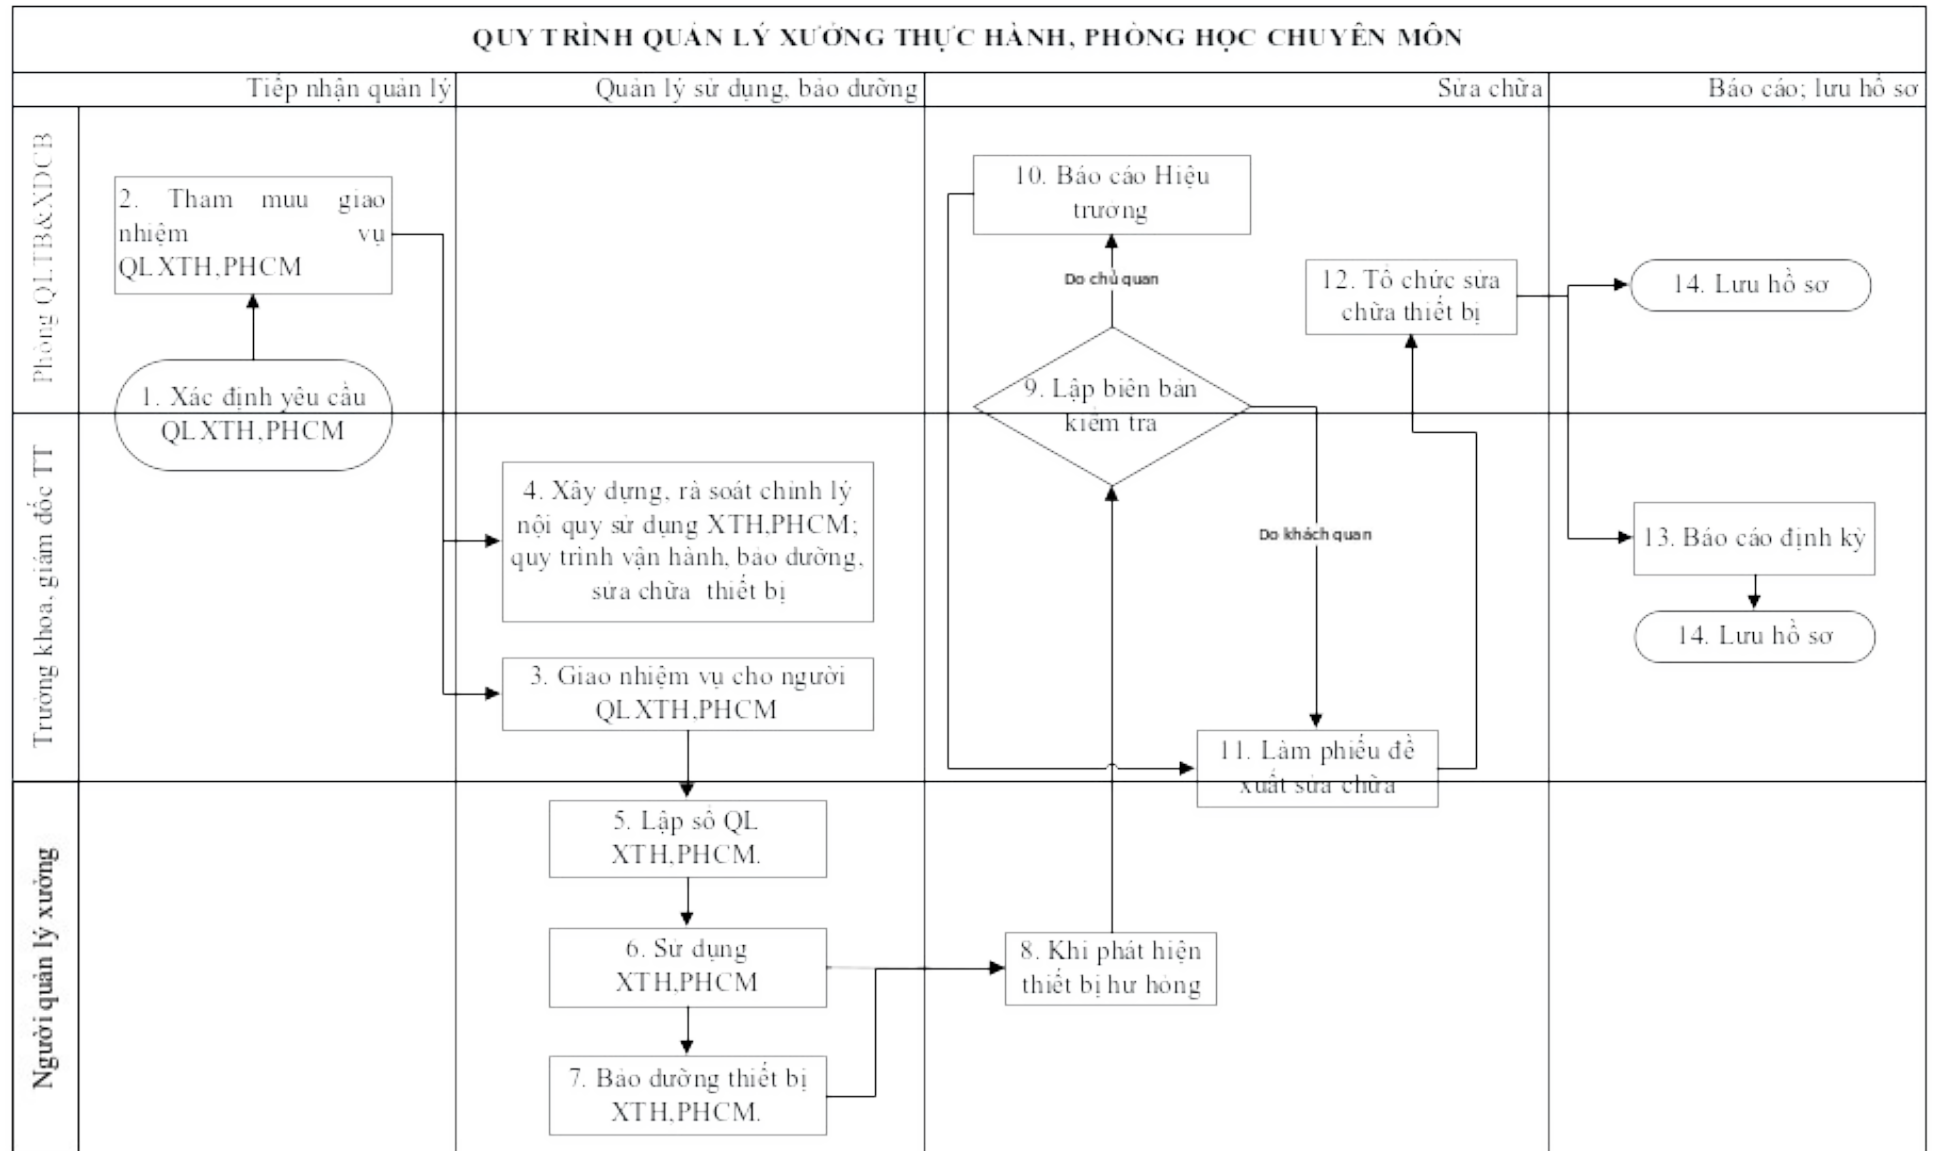 QUY TRÌNH QUẢN LÝ XƯỞNG THỰC HÀNH, PHÒNG HỌC CHUYÊN MÔN
Tiếp nhận quản lý
Quản lý sử dụng, bảo dưỡng
Sửa chữa
Báo cáo; lưu hồ sơ
Phòng QLTB&XDCB
2. Tham mưu giao
nhiệm vụ
QLXTH,PHCM
1. Xác định yêu cầu
QLXTH,PHCM
10. Báo cáo Hiệu
trưởng
Do chủ quan
9. Lập biên bản
kiểm tra
12. Tổ chức sửa
chữa thiết bị
14. Lưu hồ sơ
Trưởng khoa, giám đốc TT
4. Xây dựng, rà soát chỉnh lý
nội quy sử dụng XTH,PHCM;
quy trình vận hành, bảo dưỡng,
sửa chữa thiết bị
3. Giao nhiệm vụ cho người
QLXTH,PHCM
Do khách quan
11. Làm phiếu đề
xuất sửa chữa
13. Báo cáo định kỳ
14. Lưu hồ sơ
Người quản lý xưởng
5. Lập sổ QL
XTH,PHCM.
6. Sử dụng
XTH,PHCM
7. Bảo dưỡng thiết bị
XTH,PHCM.
8. Khi phát hiện
thiết bị hư hỏng